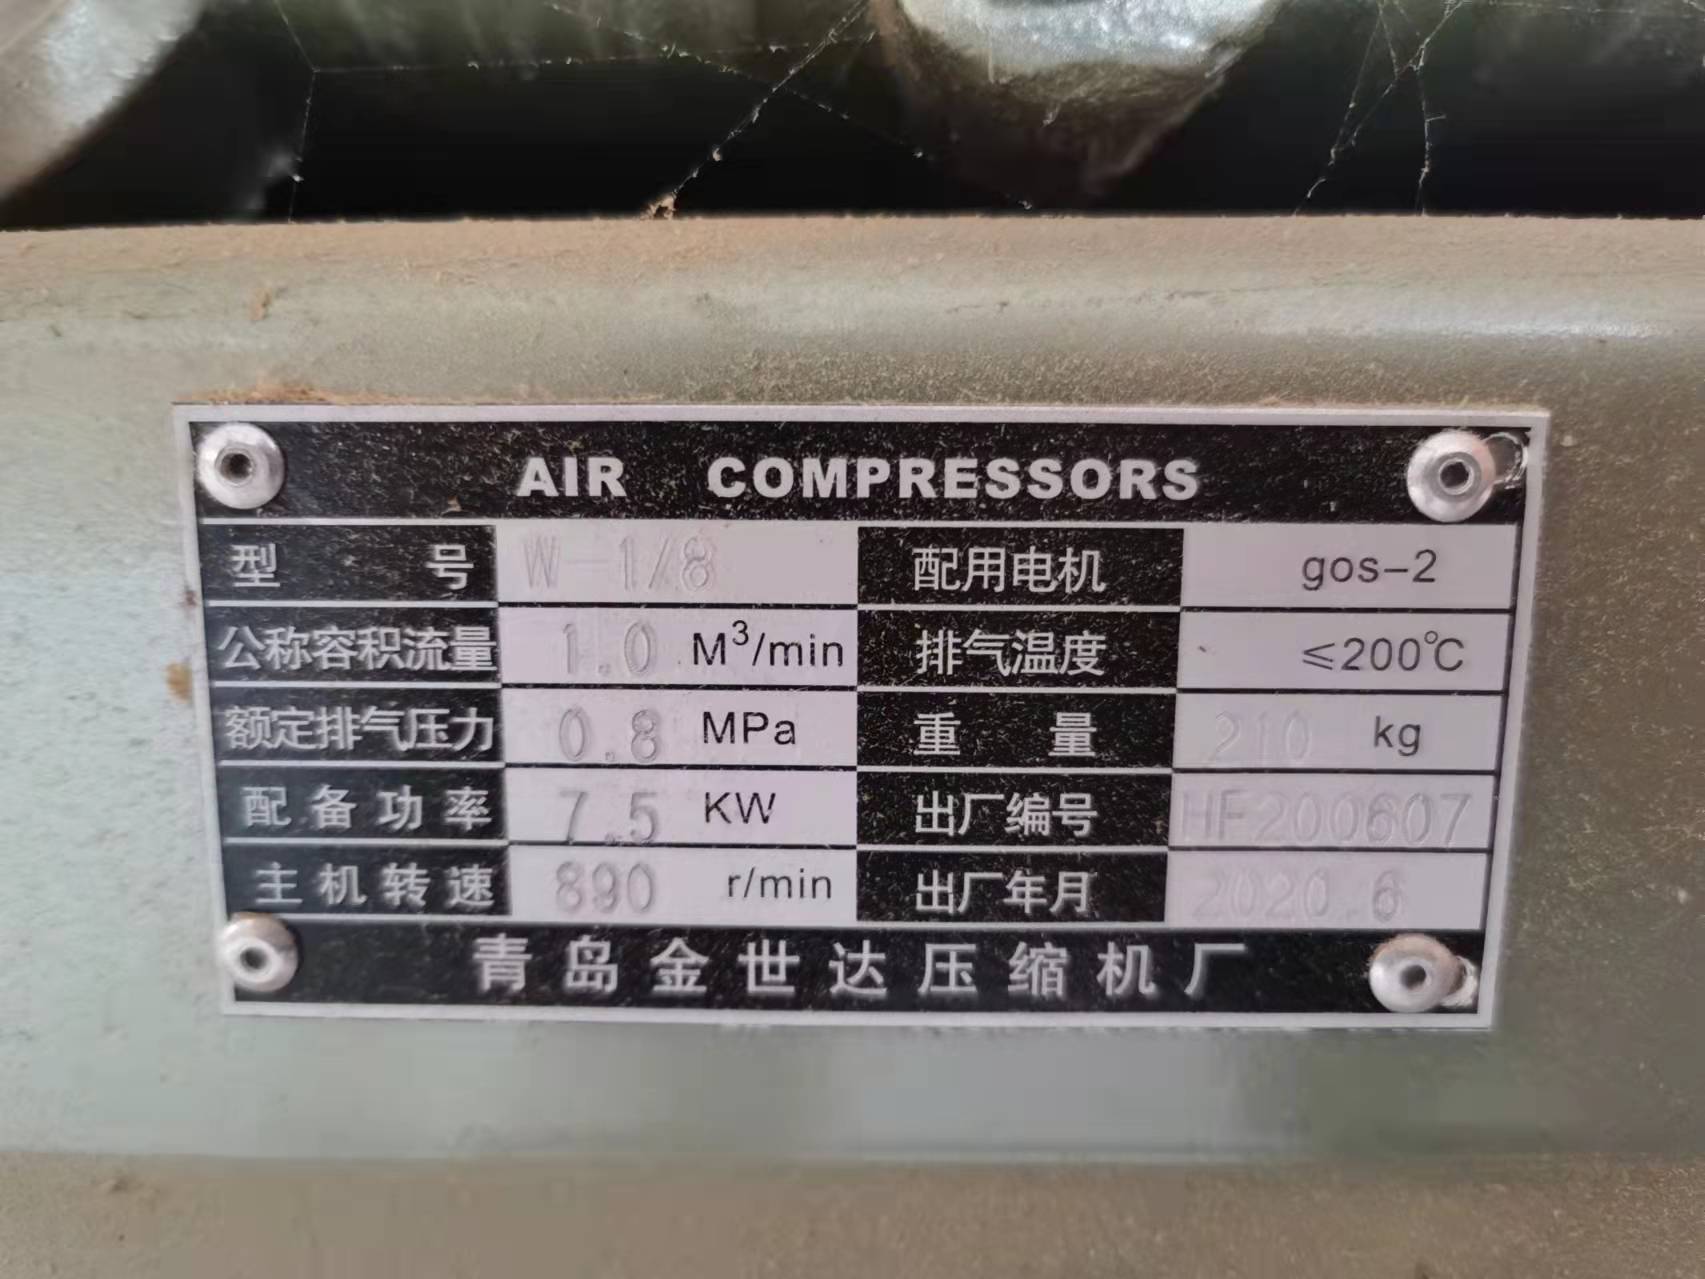 AIR COMPRESSORS
型号 W-1/8 配用电机 gos-2
公称容积流量 1.0 M³/min 排气温度 ≤200℃
额定排气压力 0.8 MPa 重量 210 kg
配备功率 7.5 KW 出厂编号 HF200607
主机转速 890 r/min 出厂年月 2020.6
青岛金世达压缩机厂